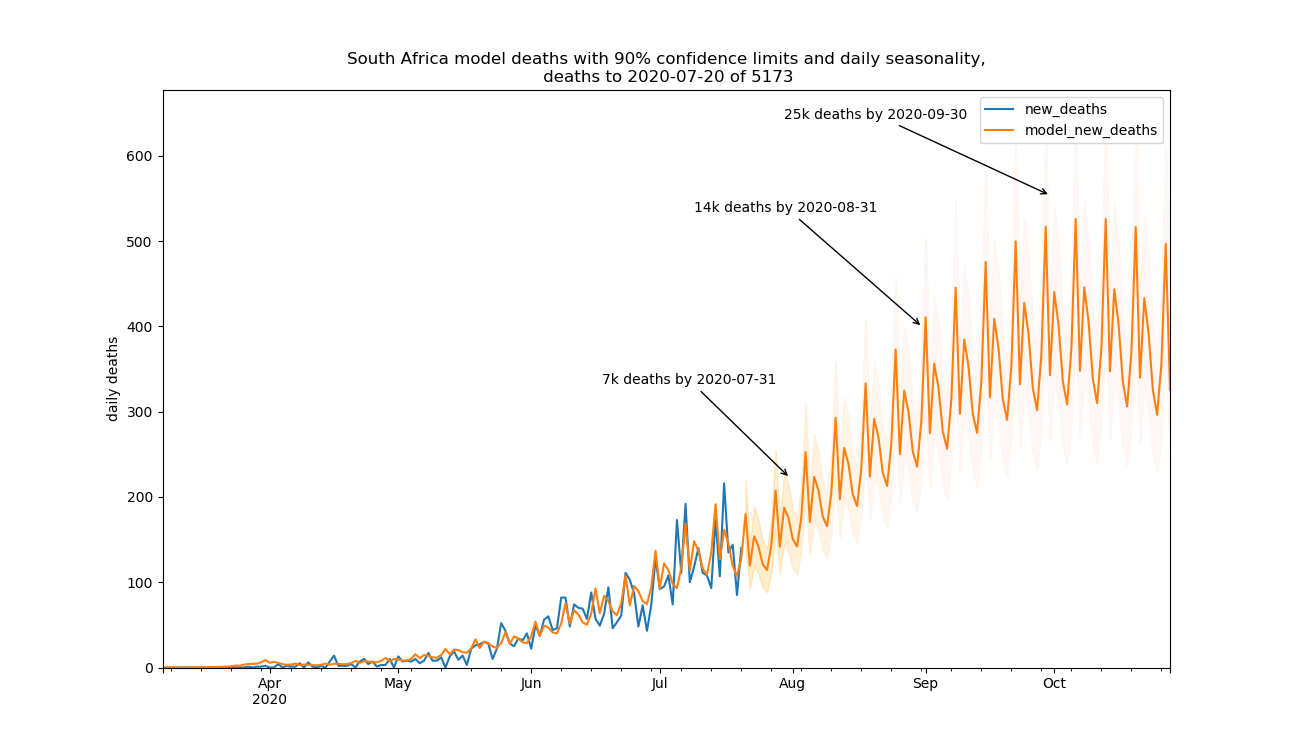 South Africa model deaths with 90% confidence limits and daily seasonality,
deaths to 2020-07-20 of 5173
25k deaths by 2020-09-30
new_deaths
model_new_deaths
14k deaths by 2020-08-31
7k deaths by 2020-07-31
daily deaths
600
500
400
300
200
100
0
Apr
2020
May
Jun
Jul
Aug
Sep
Oct